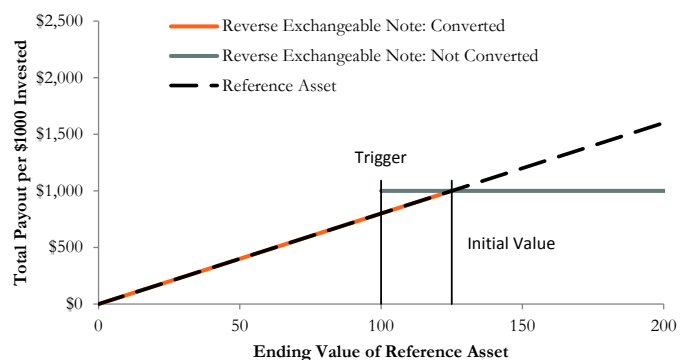 $2,500
$2,000
$1,500
$1,000
$500
$0
Total Payout per $1000 Invested
Reverse Exchangeable Note: Converted
Reverse Exchangeable Note: Not Converted
Reference Asset
Trigger
Initial Value
0
50
100
150
200
Ending Value of Reference Asset